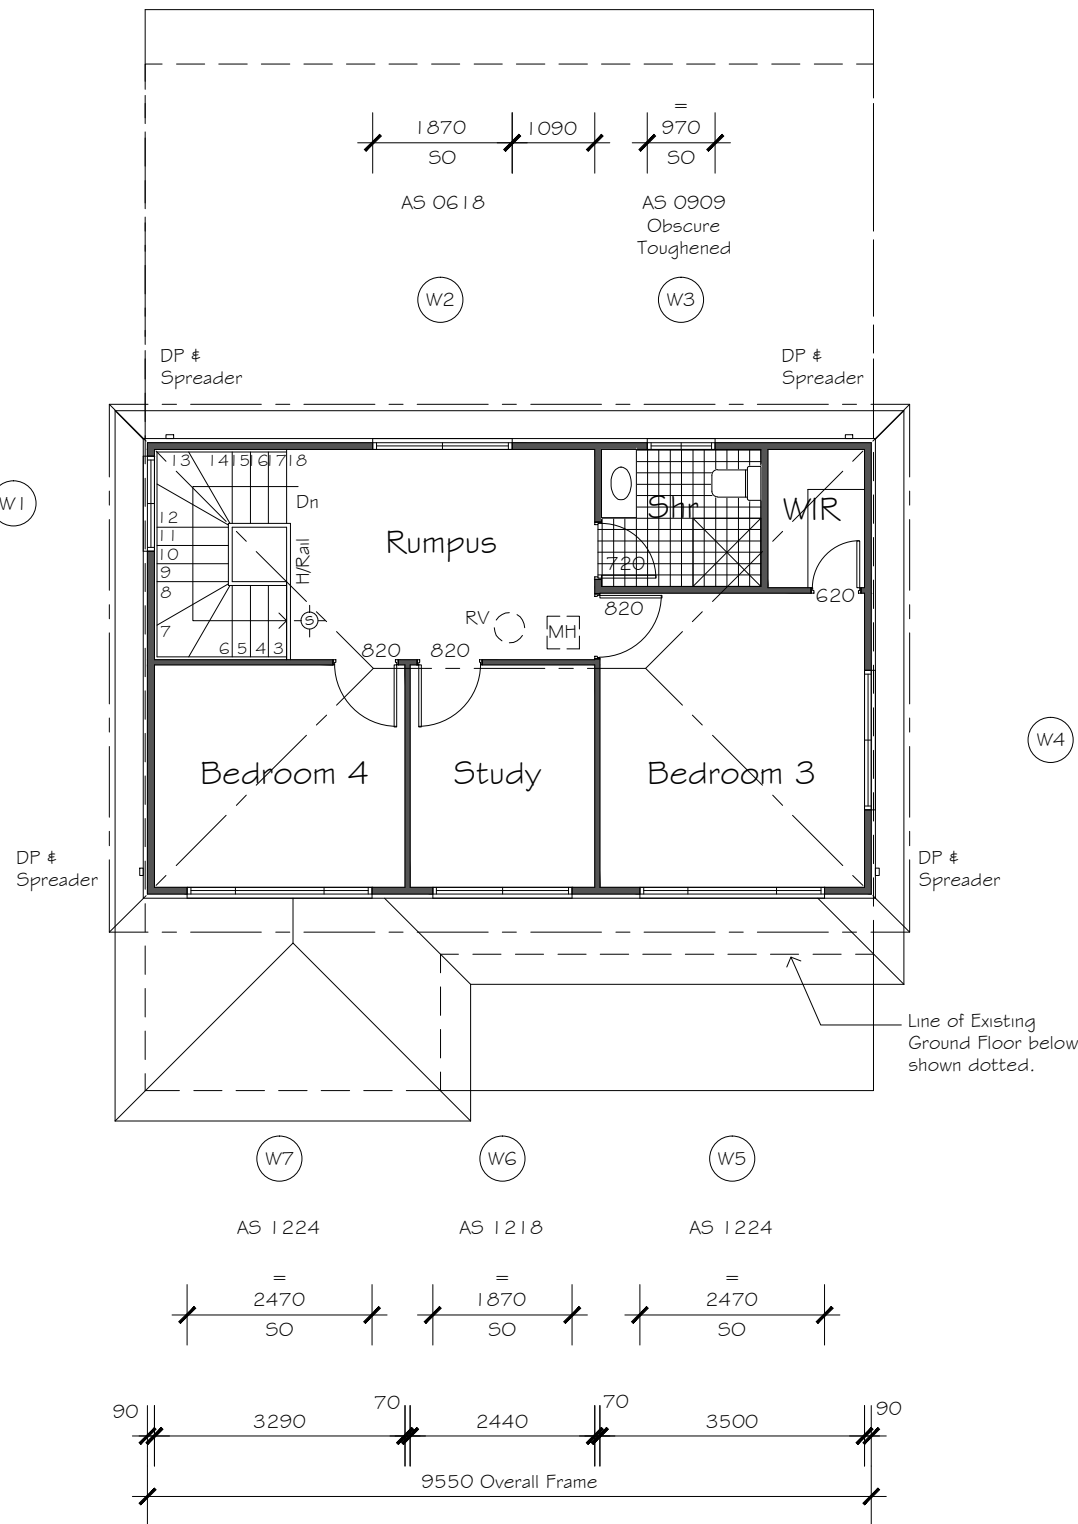 =
1870
1090
970
SO
SO
AS 0618
AS 0909
Obscure
Toughened
W2
W3
DP &
Spreader
DP &
Spreader
13
14
15
16
17
18
Dn
W1
Shr
WIR
12
11
10
9
8
7
6
5
4
3
H/Rail
Rumpus
720
620
820
RV
MH
S
820
820
Bedroom 4
Study
Bedroom 3
W4
DP &
Spreader
DP &
Spreader
Line of Existing
Ground Floor below
shown dotted.
W7
W6
W5
AS 1224
AS 1218
AS 1224
=
=
=
2470
1870
2470
SO
SO
SO
90
3290
70
2440
70
3500
90
9550 Overall Frame